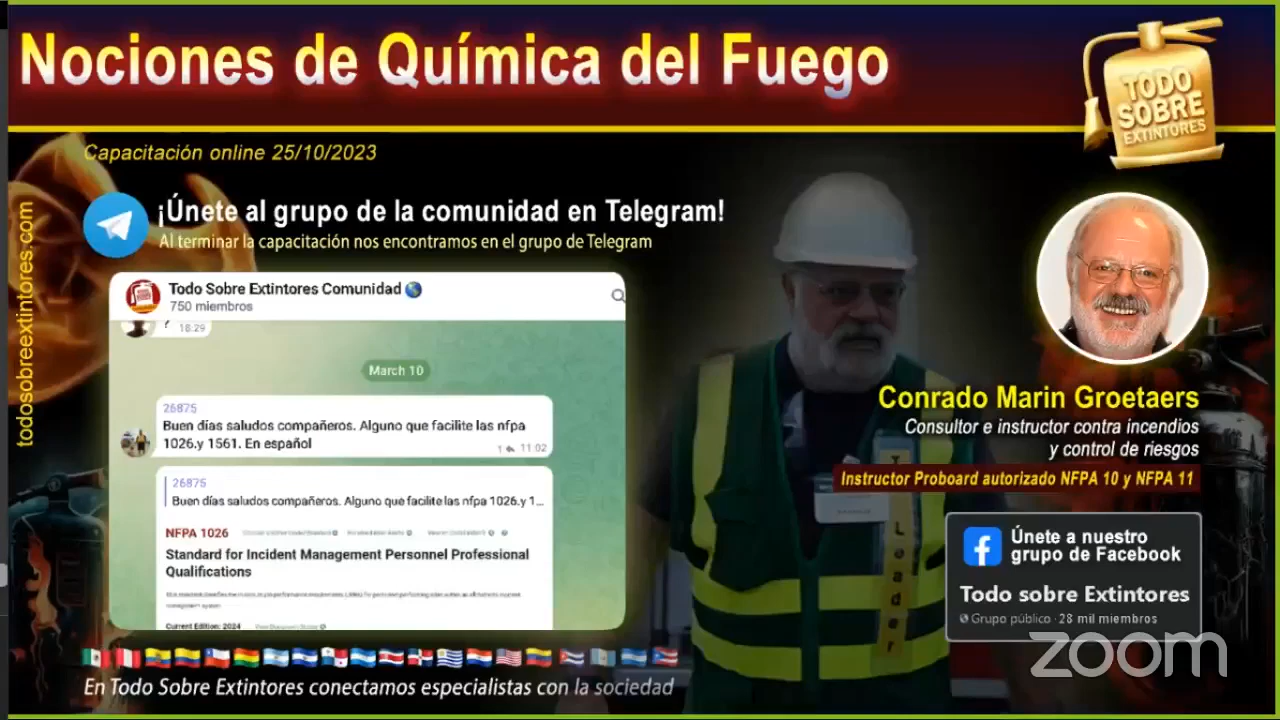 Nociones de Química del Fuego
TODO
SOBRE
EXTINTORES
Capacitación online 25/10/2023
todosobreextintores.com
¡Únete al grupo de la comunidad en Telegram!
Al terminar la capacitación nos encontramos en el grupo de Telegram
Todo Sobre Extintores Comunidad
750 miembros
18:29
March 10
26875
Buen días saludos compañeros. Alguno que facilite las nfpa
1026.y 1561. En español
1 11:02
26875
Buen días saludos compañeros. Alguno que facilite las nfpa 1026.y 1...
NFPA 1026
Standard for Incident Management Personnel Professional
Qualifications
Current Edition: 2024
Conrado Marin Groetaers
Consultor e instructor contra incendios
y control de riesgos
Instructor Proboard autorizado NFPA 10 y NFPA 11
Únete a nuestro
grupo de Facebook
Todo sobre Extintores
Grupo público · 28 mil miembros
zoom
En Todo Sobre Extintores conectamos especialistas con la sociedad